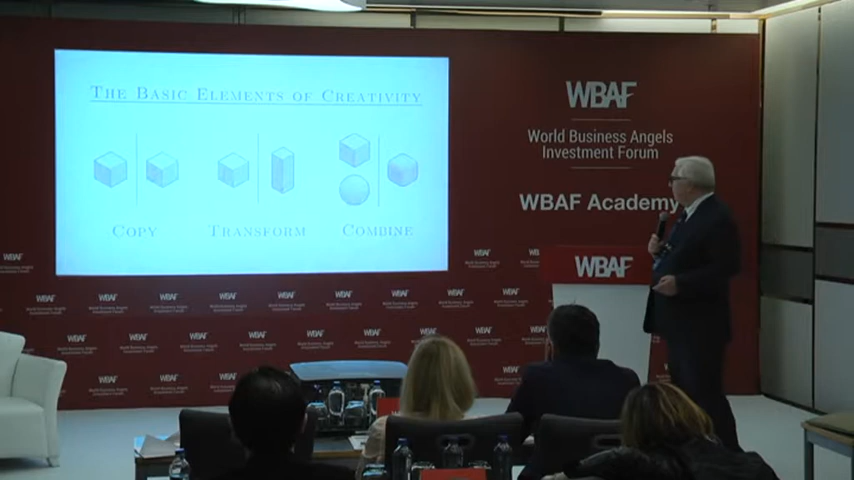 The Basic Elements of Creativity
Copy
Transform
Combine
WBAF
World Business Angels
Investment Forum
WBAF Academy
WBAF